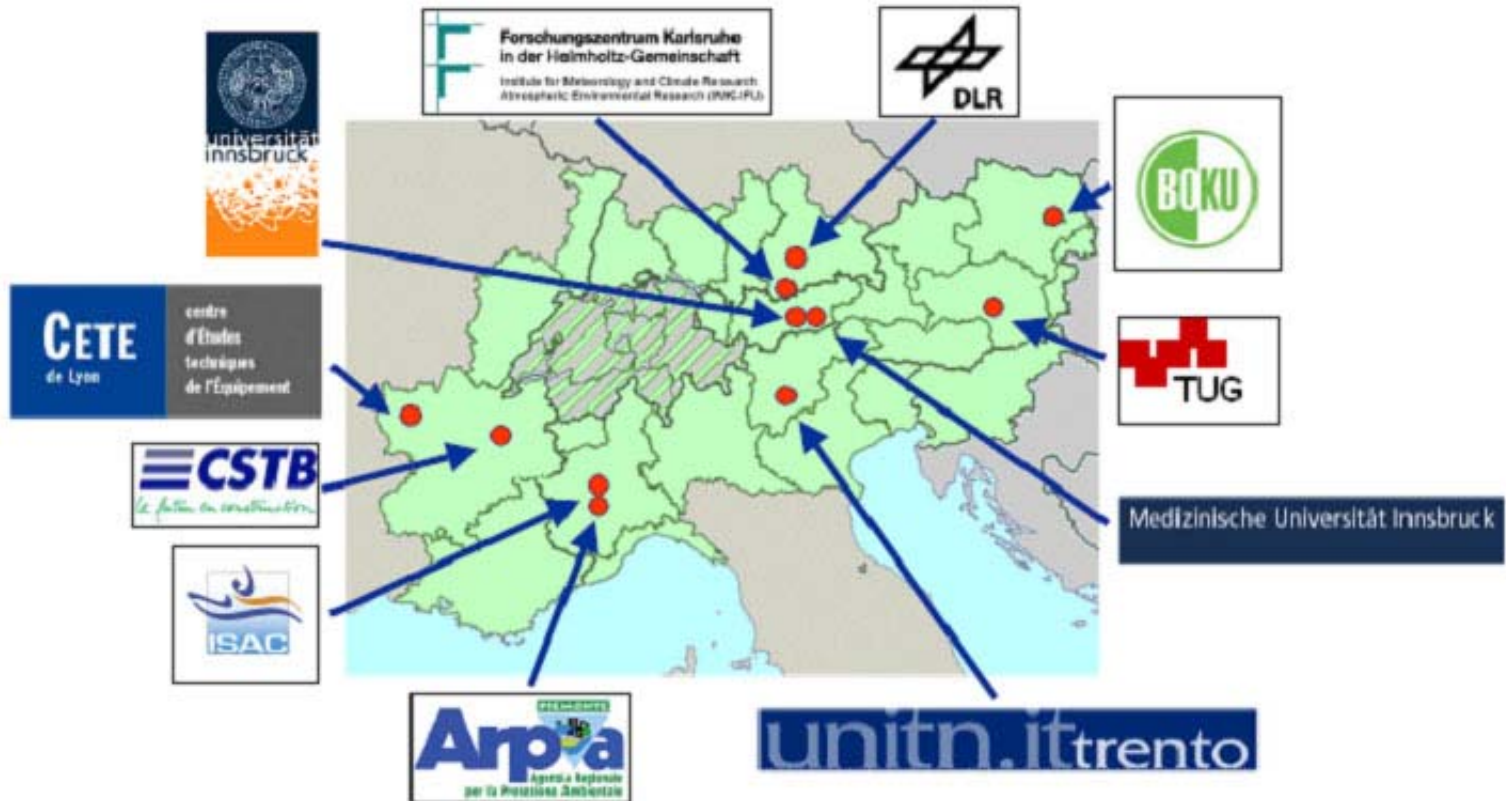 universität
innsbruck
Forschungszentrum Karlsruhe
in der Helmholtz-Gemeinschaft
Institute for Meteorology and Climate Research
Atmospheric Environmental Research (IMK-IFU)
DLR
BOKU
CETE
de Lyon
centre
d'Études
techniques
de l'Équipement
TUG
CSTB
le futur en construction
Medizinische Universität Innsbruck
ISAC
PIEMONTE
Arpa
Agenzia Regionale
per la Protezione Ambientale
unitn.it trento